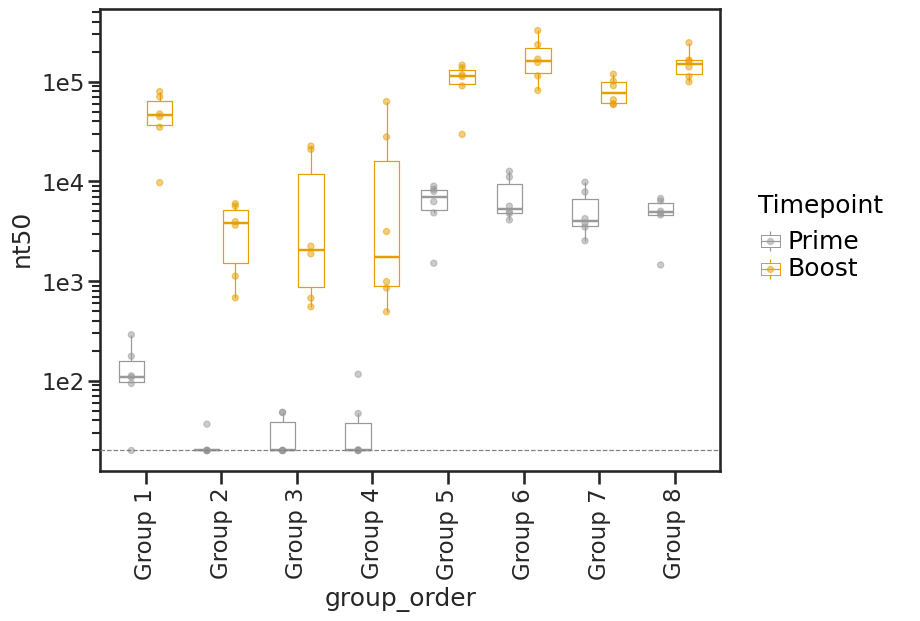 nt50
1e5
1e4
1e3
1e2
Group 1
Group 2
Group 3
Group 4
Group 5
Group 6
Group 7
Group 8
group_order
Timepoint
Prime
Boost